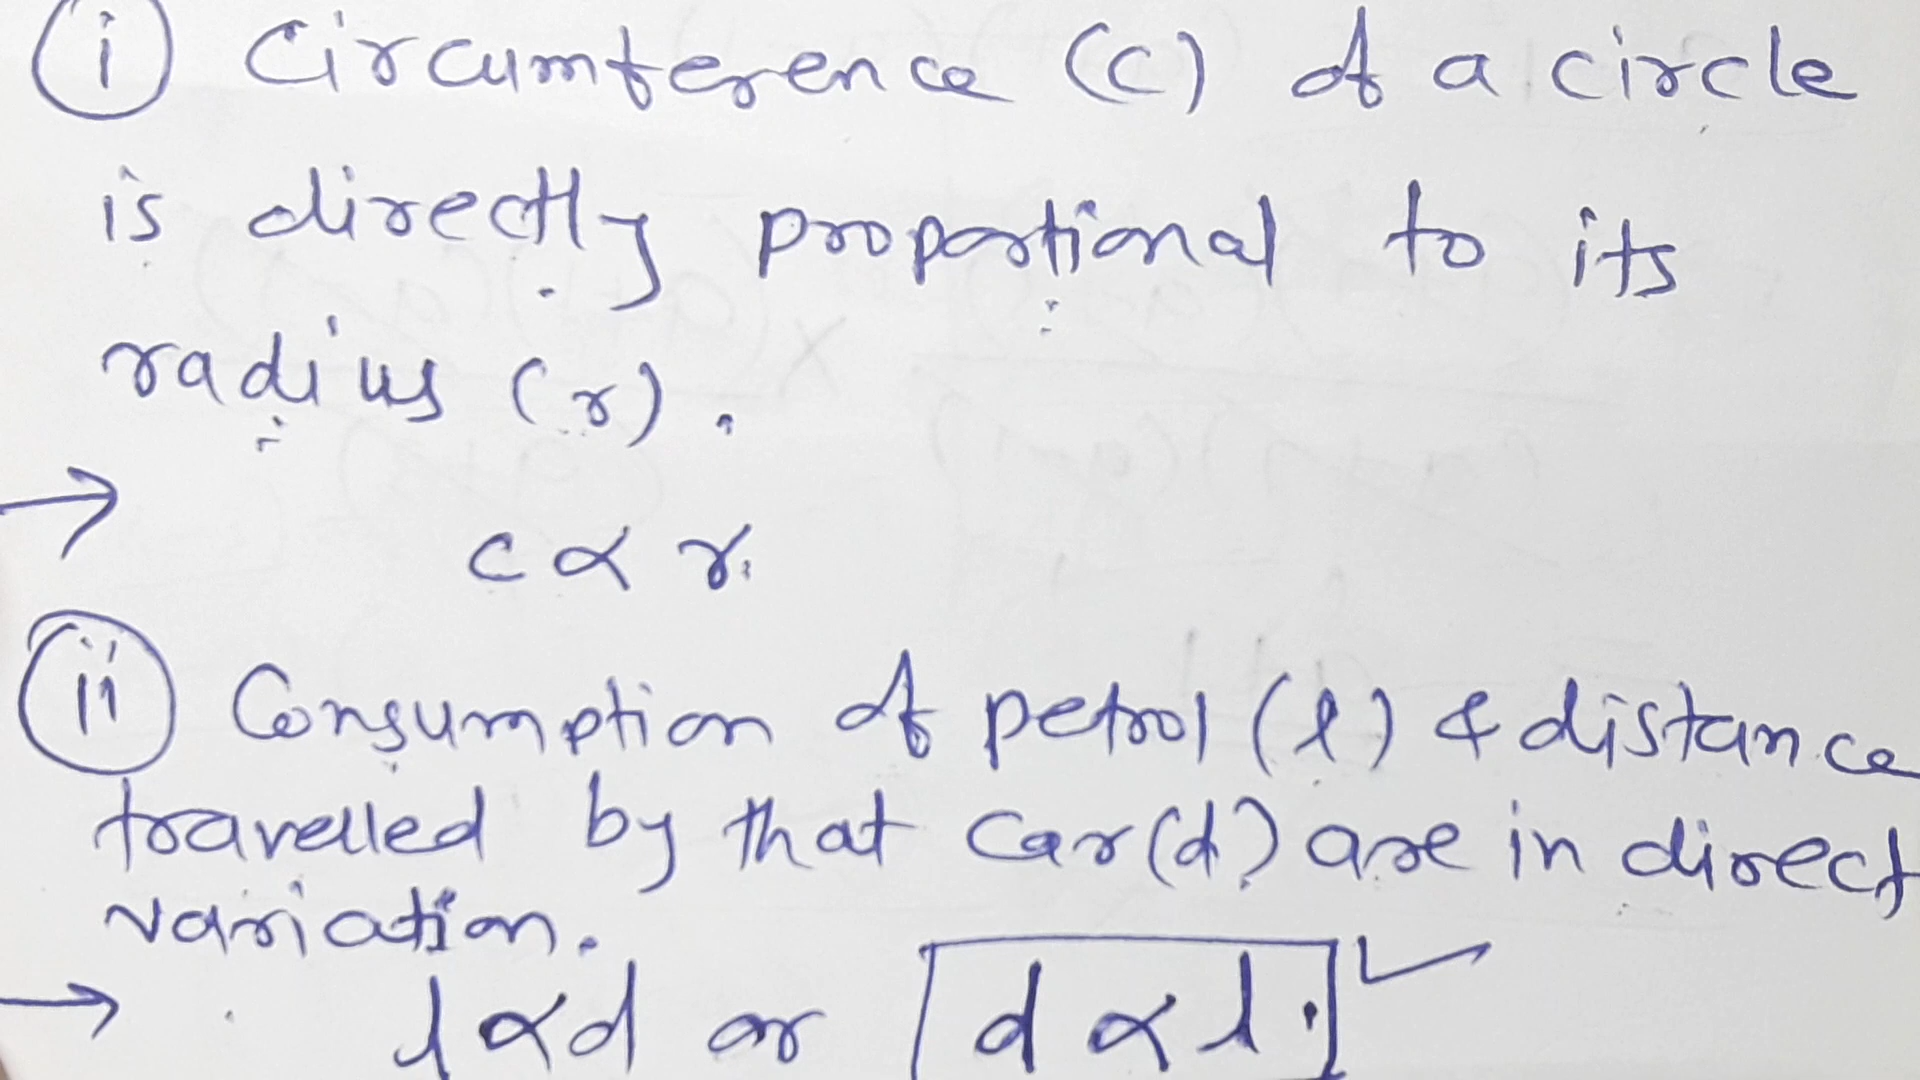 (i) Circumference (c) of a circle
is directly proportional to its
radius (r).
→
c ∝ r.
(ii) Consumption of petrol (l) & distance
travelled by that car (d) are in direct
variation.
→ l ∝ d or d ∝ l. ✓